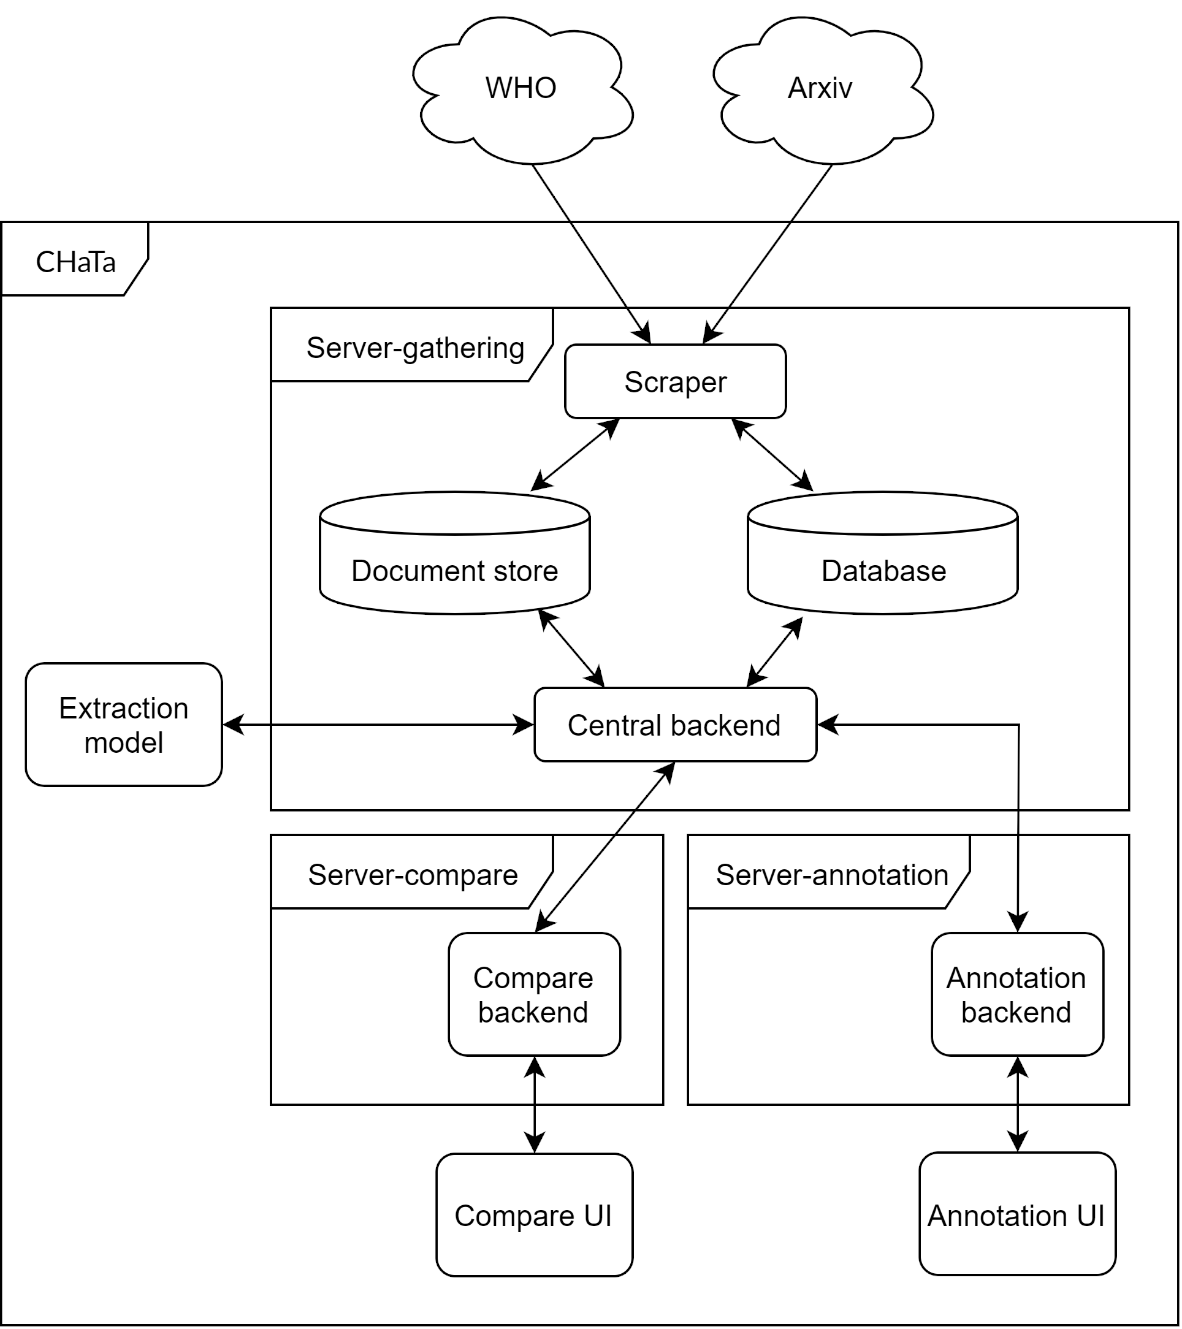 WHO
Arxiv
CHaTa
Server-gathering
Scraper
Document store
Database
Extraction
model
Central backend
Server-compare
Server-annotation
Compare
backend
Annotation
backend
Compare UI
Annotation UI